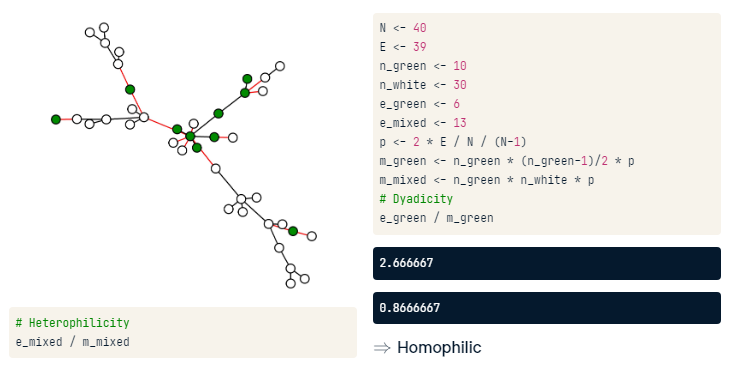 N <- 40
E <- 39
n_green <- 10
n_white <- 30
e_green <- 6
e_mixed <- 13
p <- 2 * E / N / (N-1)
m_green <- n_green * (n_green-1)/2 * p
m_mixed <- n_green * n_white * p
# Dyadicity
e_green / m_green
2.666667
# Heterophilicity
e_mixed / m_mixed
0.8666667
⇒ Homophilic